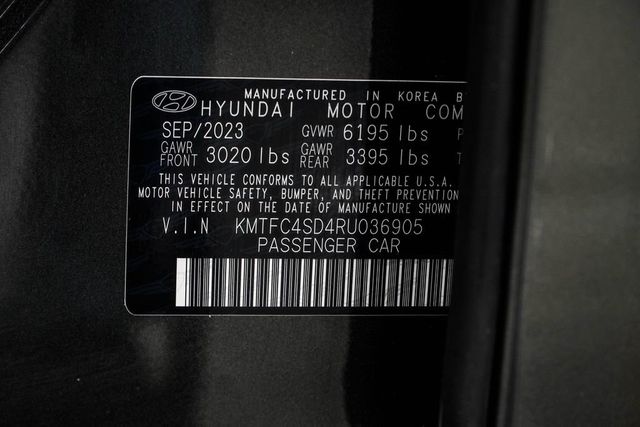 MANUFACTURED IN KOREA B
HYUNDAI MOTOR COM
SEP/2023 GVWR 6195 lbs P
GAWR FRONT 3020 lbs GAWR REAR 3395 lbs T
THIS VEHICLE CONFORMS TO ALL APPLICABLE U.S.A.
MOTOR VEHICLE SAFETY, BUMPER, AND THEFT PREVENTION
IN EFFECT ON THE DATE OF MANUFACTURE SHOWN
V.I.N KMTFC4SD4RU036905
PASSENGER CAR